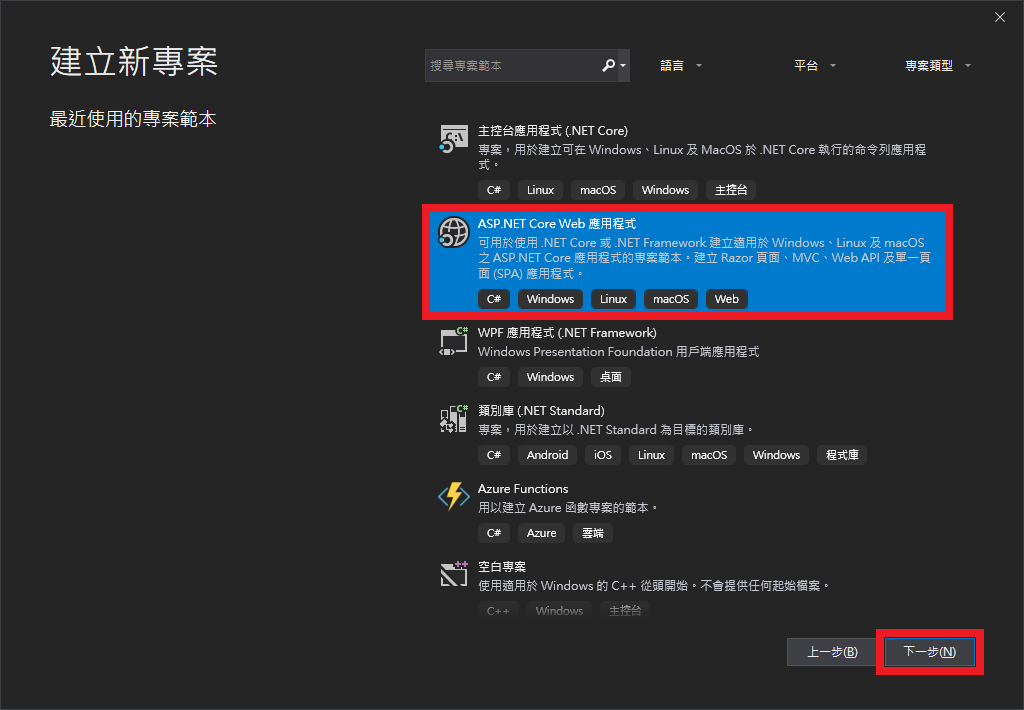 建立新專案
最近使用的專案範本
搜尋專案範本
語言
平台
專案類型
主控台應用程式 (.NET Core)
專案，用於建立可在 Windows、Linux 及 MacOS 於 .NET Core 執行的命令列應用程
式。
C# Linux macOS Windows 主控台
ASP.NET Core Web 應用程式
可用於使用 .NET Core 或 .NET Framework 建立適用於 Windows、Linux 及 macOS
之 ASP.NET Core 應用程式的專案範本。建立 Razor 頁面、MVC、Web API 及單一頁
面 (SPA) 應用程式。
C# Windows Linux macOS Web
C#
WPF 應用程式 (.NET Framework)
Windows Presentation Foundation 用戶端應用程式
C# Windows 桌面
C#
類別庫 (.NET Standard)
專案，用於建立以 .NET Standard 為目標的類別庫。
C# Android iOS Linux macOS Windows 程式庫
Azure Functions
用以建立 Azure 函數專案的範本。
C# Azure 雲端
++
空白專案
使用適用於 Windows 的 C++ 從頭開始。不會提供任何起始檔案。
C++ Windows 主控台
上一步(B)
下一步(N)